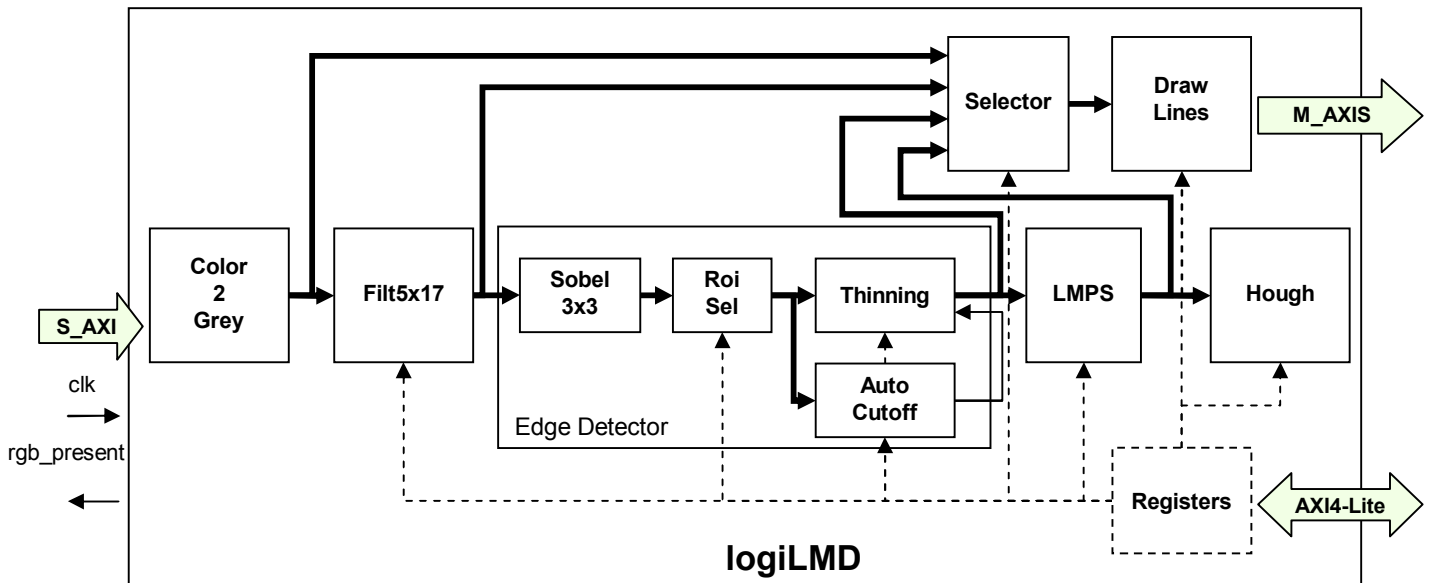 Selector
Draw
Lines
M_AXIS
Color
2
Grey
Filt5x17
Sobel
3x3
Roi
Sel
Thinning
LMPS
Hough
S_AXI
clk
Auto
Cutoff
Edge Detector
rgb_present
Registers
AXI4-Lite
logiLMD